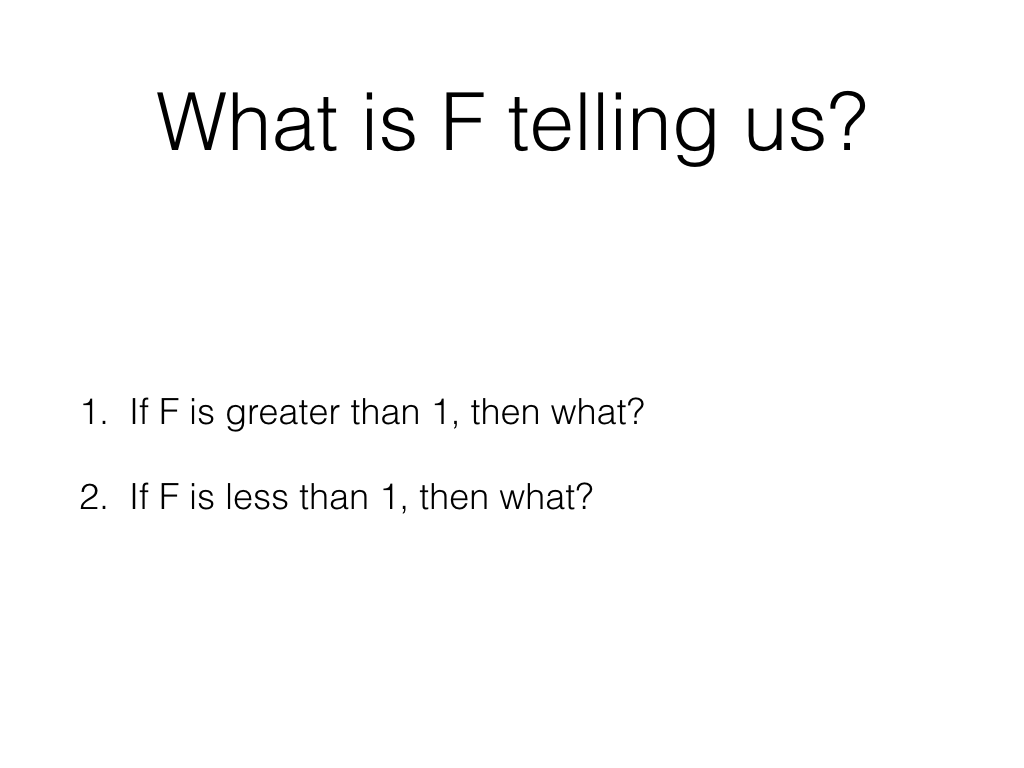 What is F telling us?
1. If F is greater than 1, then what?
2. If F is less than 1, then what?